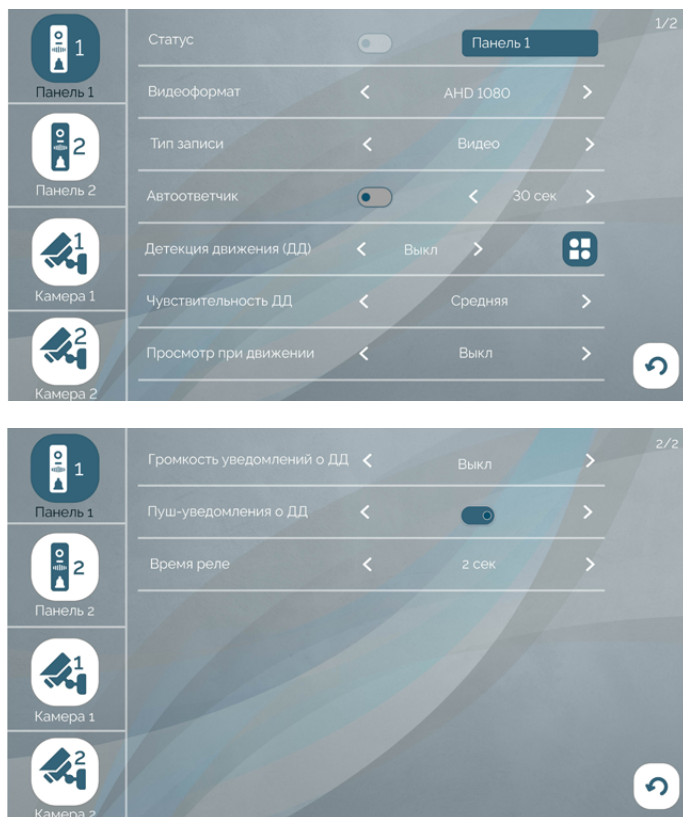 1/2
1
Панель 1
2
Панель 2
1
Камера 1
2
Камера 2
Статус Панель 1
Видеоформат < AHD 1080 >
Тип записи < Видео >
Автоответчик < 30 сек >
Детекция движения (ДД) < Выкл >
Чувствительность ДД < Средняя >
Просмотр при движении < Выкл >
2/2
1
Панель 1
2
Панель 2
1
Камера 1
2
Камера 2
Громкость уведомлений о ДД < Выкл >
Пуш-уведомления о ДД < >
Время реле < 2 сек >